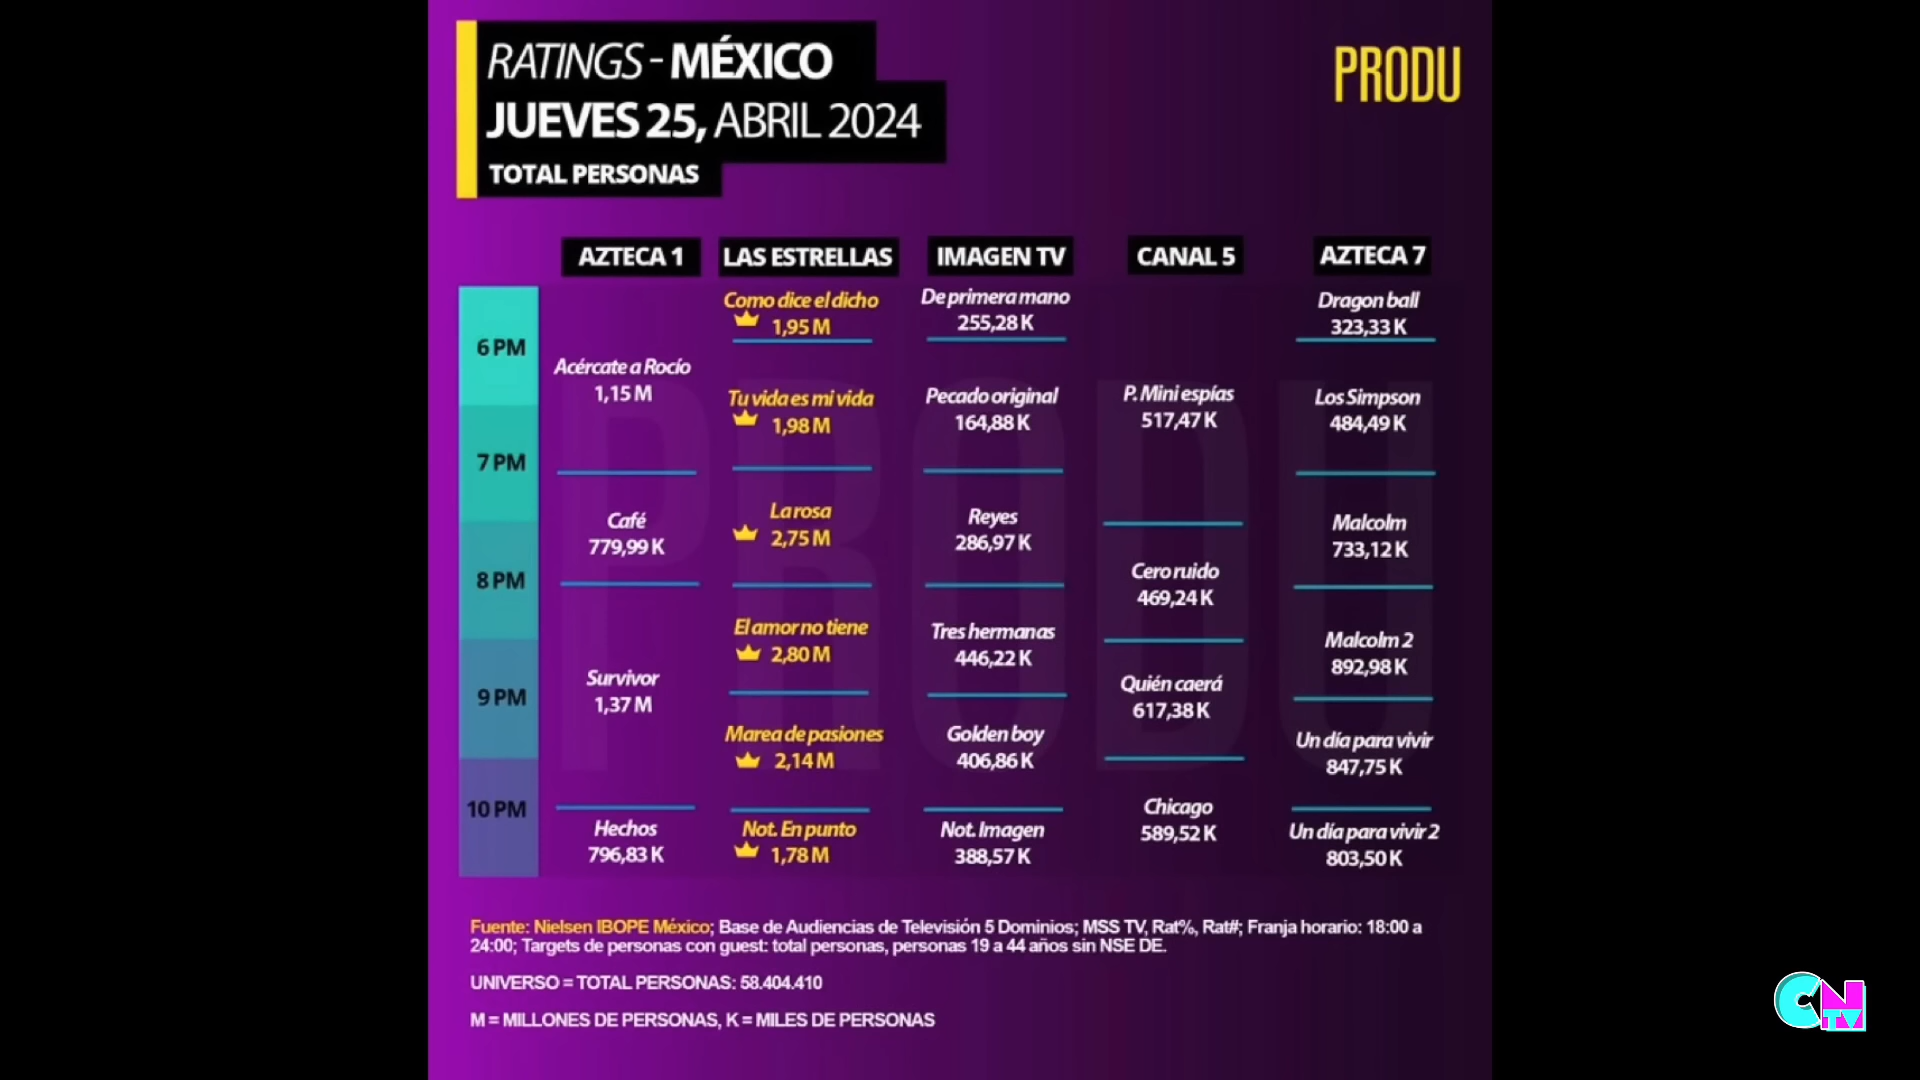 RATINGS - MÉXICO
JUEVES 25, ABRIL 2024
TOTAL PERSONAS
PRODU
AZTECA 1
LAS ESTRELLAS
IMAGEN TV
CANAL 5
AZTECA 7
6 PM
7 PM
8 PM
9 PM
10 PM
Acércate a Rocío
1,15 M
Café
779,99 K
Survivor
1,37 M
Hechos
796,83 K
Como dice el dicho
1,95 M
Tu vida es mi vida
1,98 M
La rosa
2,75 M
El amor no tiene
2,80 M
Marea de pasiones
2,14 M
Not. En punto
1,78 M
De primera mano
255,28 K
Pecado original
164,88 K
Reyes
286,97 K
Tres hermanas
446,22 K
Golden boy
406,86 K
Not. Imagen
388,57 K
P. Mini espías
517,47 K
Cero ruido
469,24 K
Quién caerá
617,38 K
Chicago
589,52 K
Dragon ball
323,33 K
Los Simpson
484,49 K
Malcolm
733,12 K
Malcolm 2
892,98 K
Un día para vivir
847,75 K
Un día para vivir 2
803,50 K
PRODU
Fuente: Nielsen IBOPE México; Base de Audiencias de Televisión 5 Dominios; MSS TV, Rat%, Rat#; Franja horario: 18:00 a
24:00; Targets de personas con guest: total personas, personas 19 a 44 años sin NSE DE.
UNIVERSO = TOTAL PERSONAS: 58.404.410
M = MILLONES DE PERSONAS, K = MILES DE PERSONAS
CN
TV